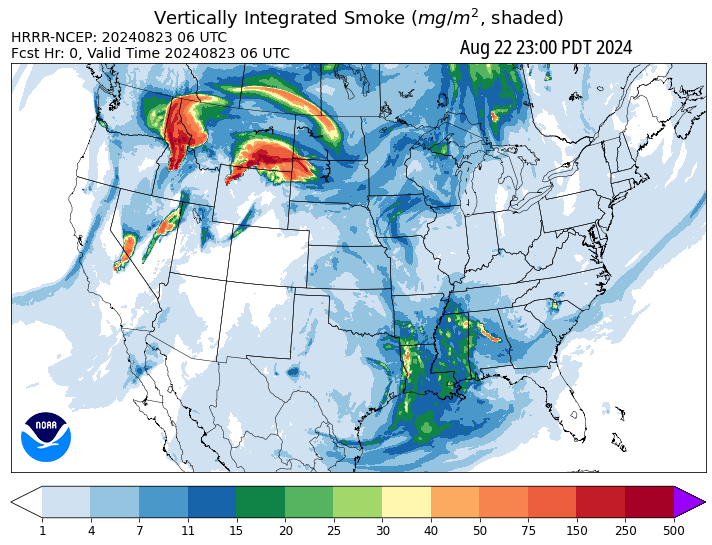 Vertically Integrated Smoke (mg/m², shaded)
HRRR-NCEP: 20240823 06 UTC
Fcst Hr: 0, Valid Time 20240823 06 UTC
Aug 22 23:00 PDT 2024
NOAA
1 4 7 11 15 20 25 30 40 50 75 150 250 500